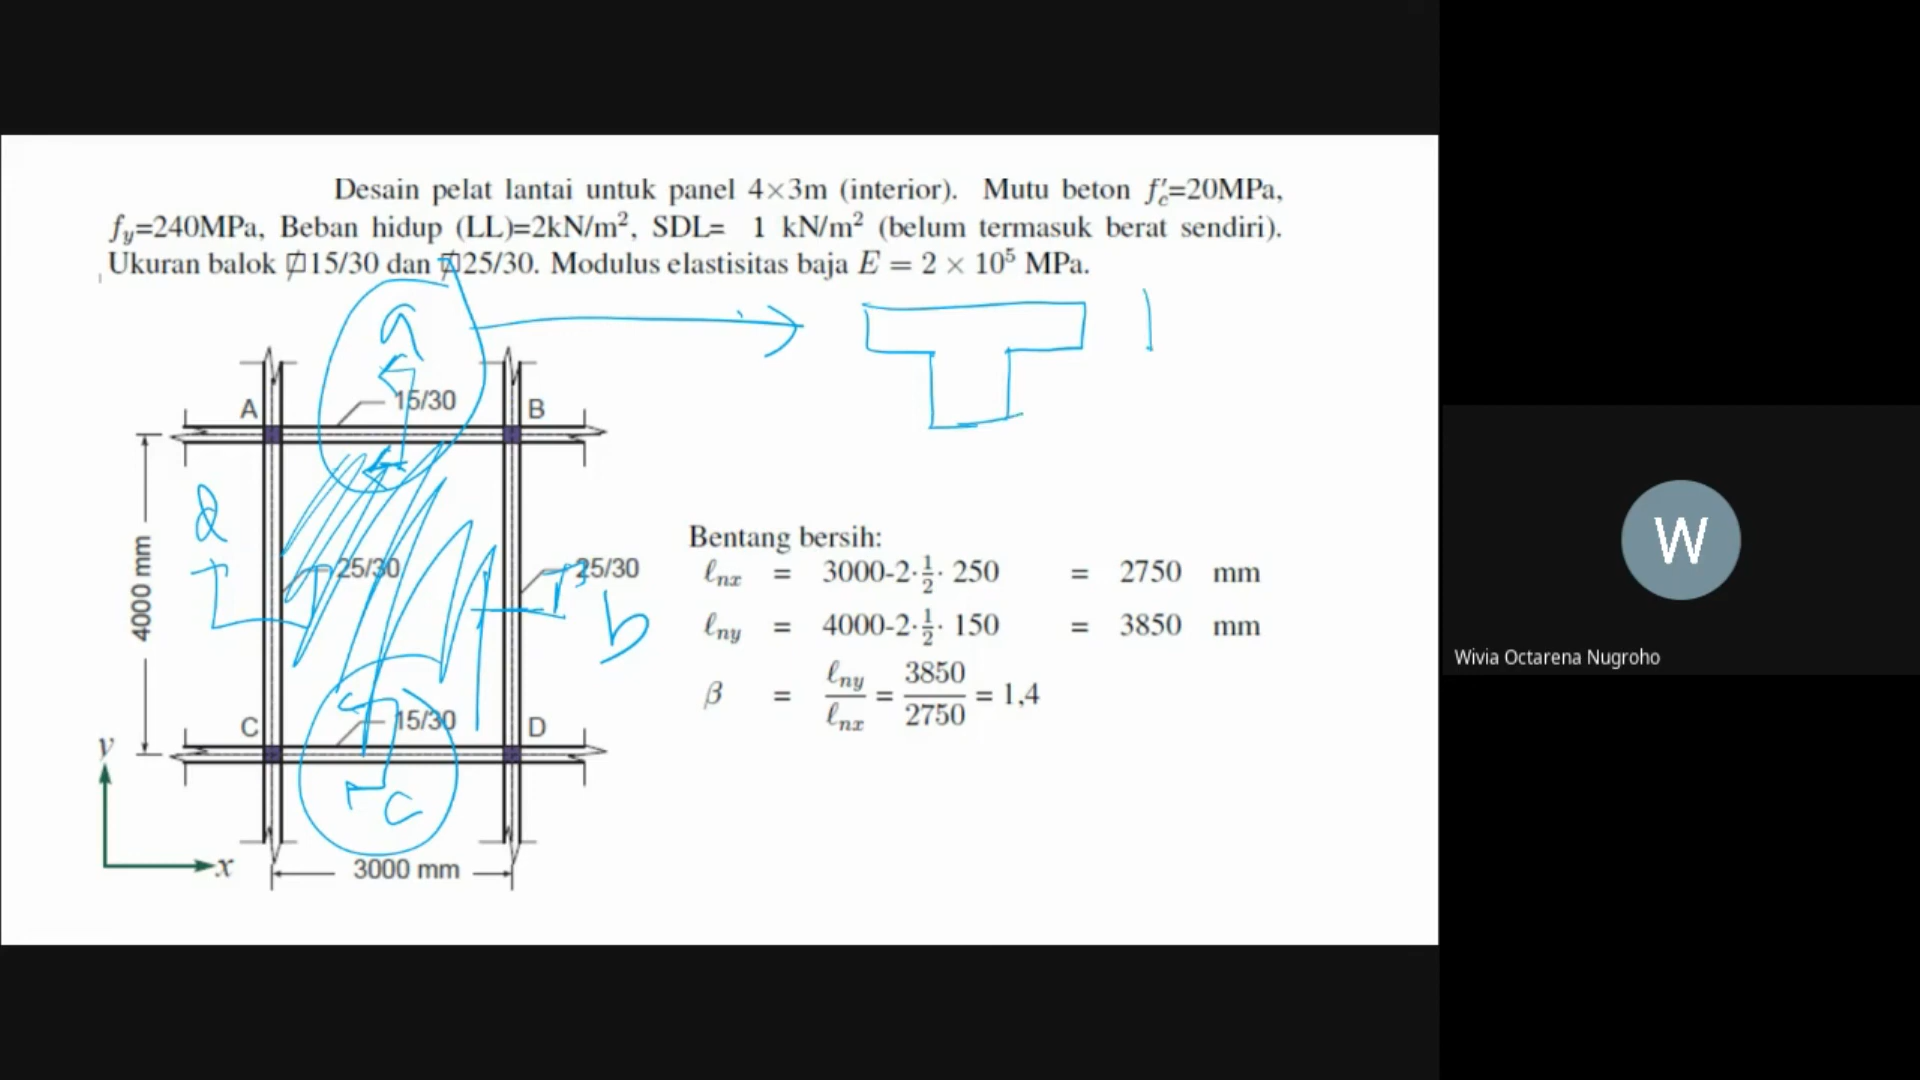 Desain pelat lantai untuk panel 4×3m (interior). Mutu beton f′c=20MPa,
fy=240MPa, Beban hidup (LL)=2kN/m², SDL= 1 kN/m² (belum termasuk berat sendiri).
Ukuran balok 15/30 dan 25/30. Modulus elastisitas baja E = 2 × 10⁵ MPa.
a
A
15/30
B
4000 mm
25/30
25/30
b
C
15/30
D
c
y
x
3000 mm
Bentang bersih:
ℓnx = 3000-2·½· 250 = 2750 mm
ℓny = 4000-2·½· 150 = 3850 mm
β = ℓny/ℓnx = 3850/2750 = 1,4
W
Wivia Octarena Nugroho